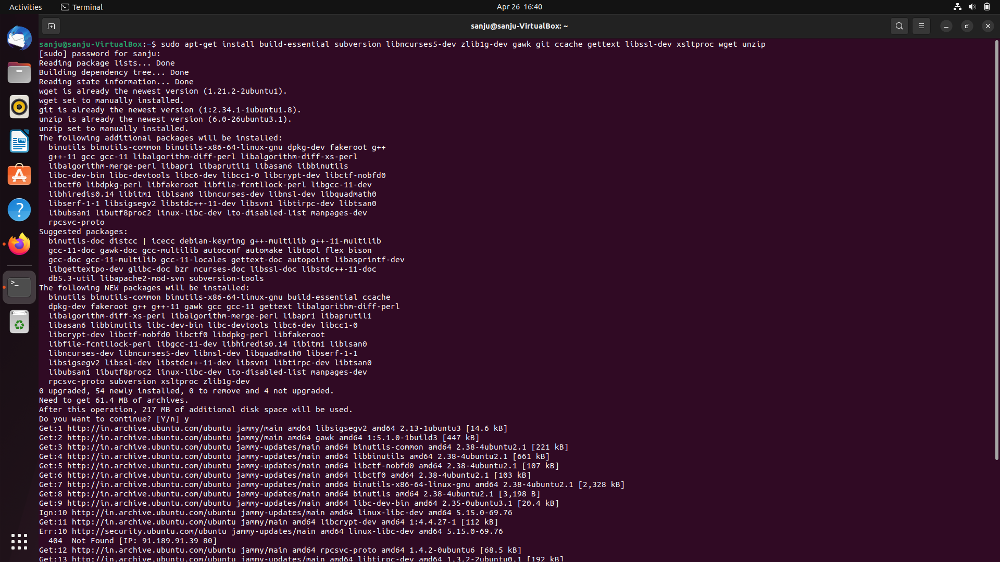 Activities
Terminal
Apr 26 16:40
sanju@sanju-VirtualBox: ~
sanju@sanju-VirtualBox:~$ sudo apt-get install build-essential subversion libncurses5-dev zlib1g-dev gawk git ccache gettext libssl-dev xsltproc wget unzip
[sudo] password for sanju:
Reading package lists... Done
Building dependency tree... Done
Reading state information... Done
wget is already the newest version (1.21.2-2ubuntu1).
wget set to manually installed.
git is already the newest version (1:2.34.1-1ubuntu1.8).
unzip is already the newest version (6.0-26ubuntu3.1).
unzip set to manually installed.
The following additional packages will be installed:
  binutils binutils-common binutils-x86-64-linux-gnu dpkg-dev fakeroot g++
  g++-11 gcc gcc-11 libalgorithm-diff-perl libalgorithm-diff-xs-perl
  libalgorithm-merge-perl libapr1 libaprutil1 libasan6 libbinutils
  libc-dev-bin libc-devtools libc6-dev libcc1-0 libcrypt-dev libctf-nobfd0
  libctf0 libdpkg-perl libfakeroot libfile-fcntllock-perl libgcc-11-dev
  libhiredis0.14 libitm1 liblsan0 libncurses-dev libnsl-dev libquadmath0
  libserf-1-1 libsigsegv2 libstdc++-11-dev libsvn1 libtirpc-dev libtsan0
  libubsan1 libutf8proc2 linux-libc-dev lto-disabled-list manpages-dev
  rpcsvc-proto
Suggested packages:
  binutils-doc distcc | icecc debian-keyring g++-multilib g++-11-multilib
  gcc-11-doc gawk-doc gcc-multilib autoconf automake libtool flex bison
  gcc-doc gcc-11-multilib gcc-11-locales gettext-doc autopoint libasprintf-dev
  libgettextpo-dev glibc-doc bzr ncurses-doc libssl-doc libstdc++-11-doc
  db5.3-util libapache2-mod-svn subversion-tools
The following NEW packages will be installed:
  binutils binutils-common binutils-x86-64-linux-gnu build-essential ccache
  dpkg-dev fakeroot g++ g++-11 gawk gcc gcc-11 gettext libalgorithm-diff-perl
  libalgorithm-diff-xs-perl libalgorithm-merge-perl libapr1 libaprutil1
  libasan6 libbinutils libc-dev-bin libc-devtools libc6-dev libcc1-0
  libcrypt-dev libctf-nobfd0 libctf0 libdpkg-perl libfakeroot
  libfile-fcntllock-perl libgcc-11-dev libhiredis0.14 libitm1 liblsan0
  libncurses-dev libncurses5-dev libnsl-dev libquadmath0 libserf-1-1
  libsigsegv2 libssl-dev libstdc++-11-dev libsvn1 libtirpc-dev libtsan0
  libubsan1 libutf8proc2 linux-libc-dev lto-disabled-list manpages-dev
  rpcsvc-proto subversion xsltproc zlib1g-dev
0 upgraded, 54 newly installed, 0 to remove and 4 not upgraded.
Need to get 61.4 MB of archives.
After this operation, 217 MB of additional disk space will be used.
Do you want to continue? [Y/n] y
Get:1 http://in.archive.ubuntu.com/ubuntu jammy/main amd64 libsigsegv2 amd64 2.13-1ubuntu3 [14.6 kB]
Get:2 http://in.archive.ubuntu.com/ubuntu jammy/main amd64 gawk amd64 1:5.1.0-1build3 [447 kB]
Get:3 http://in.archive.ubuntu.com/ubuntu jammy-updates/main amd64 binutils-common amd64 2.38-4ubuntu2.1 [221 kB]
Get:4 http://in.archive.ubuntu.com/ubuntu jammy-updates/main amd64 libbinutils amd64 2.38-4ubuntu2.1 [661 kB]
Get:5 http://in.archive.ubuntu.com/ubuntu jammy-updates/main amd64 libctf-nobfd0 amd64 2.38-4ubuntu2.1 [107 kB]
Get:6 http://in.archive.ubuntu.com/ubuntu jammy-updates/main amd64 libctf0 amd64 2.38-4ubuntu2.1 [103 kB]
Get:7 http://in.archive.ubuntu.com/ubuntu jammy-updates/main amd64 binutils-x86-64-linux-gnu amd64 2.38-4ubuntu2.1 [2,328 kB]
Get:8 http://in.archive.ubuntu.com/ubuntu jammy-updates/main amd64 binutils amd64 2.38-4ubuntu2.1 [3,198 B]
Get:9 http://in.archive.ubuntu.com/ubuntu jammy-updates/main amd64 libc-dev-bin amd64 2.35-0ubuntu3.1 [20.4 kB]
Ign:10 http://in.archive.ubuntu.com/ubuntu jammy-updates/main amd64 linux-libc-dev amd64 5.15.0-69.76
Get:11 http://in.archive.ubuntu.com/ubuntu jammy/main amd64 libcrypt-dev amd64 1:4.4.27-1 [112 kB]
Err:10 http://security.ubuntu.com/ubuntu jammy-updates/main amd64 linux-libc-dev amd64 5.15.0-69.76
  404  Not Found [IP: 91.189.91.39 80]
Get:12 http://in.archive.ubuntu.com/ubuntu jammy/main amd64 rpcsvc-proto amd64 1.4.2-0ubuntu6 [68.5 kB]
Get:13 http://in.archive.ubuntu.com/ubuntu jammy-updates/main amd64 libtirpc-dev amd64 1.3.2-2ubuntu0.1 [192 kB]